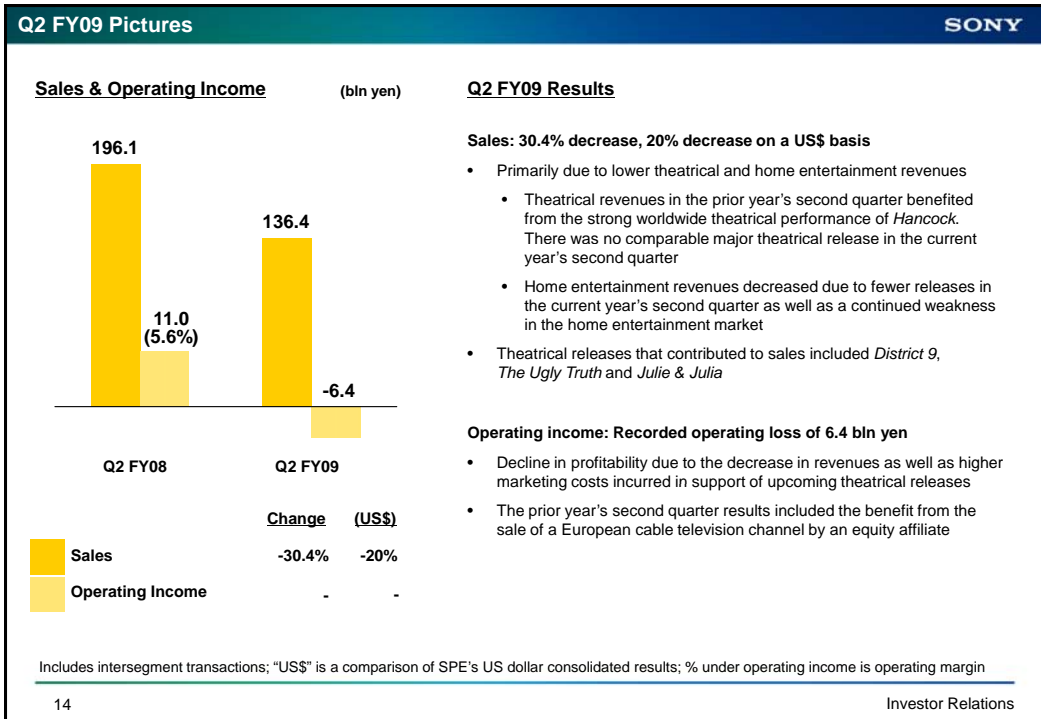 Q2 FY09 Pictures
SONY
Sales & Operating Income (bln yen)
196.1
11.0
(5.6%)
136.4
-6.4
Q2 FY08 Q2 FY09
Change (US$)
Sales -30.4% -20%
Operating Income - -
Q2 FY09 Results
Sales: 30.4% decrease, 20% decrease on a US$ basis
• Primarily due to lower theatrical and home entertainment revenues
• Theatrical revenues in the prior year's second quarter benefited
from the strong worldwide theatrical performance of Hancock.
There was no comparable major theatrical release in the current
year's second quarter
• Home entertainment revenues decreased due to fewer releases in
the current year's second quarter as well as a continued weakness
in the home entertainment market
• Theatrical releases that contributed to sales included District 9,
The Ugly Truth and Julie & Julia
Operating income: Recorded operating loss of 6.4 bln yen
• Decline in profitability due to the decrease in revenues as well as higher
marketing costs incurred in support of upcoming theatrical releases
• The prior year's second quarter results included the benefit from the
sale of a European cable television channel by an equity affiliate
Includes intersegment transactions; "US$" is a comparison of SPE's US dollar consolidated results; % under operating income is operating margin
14
Investor Relations